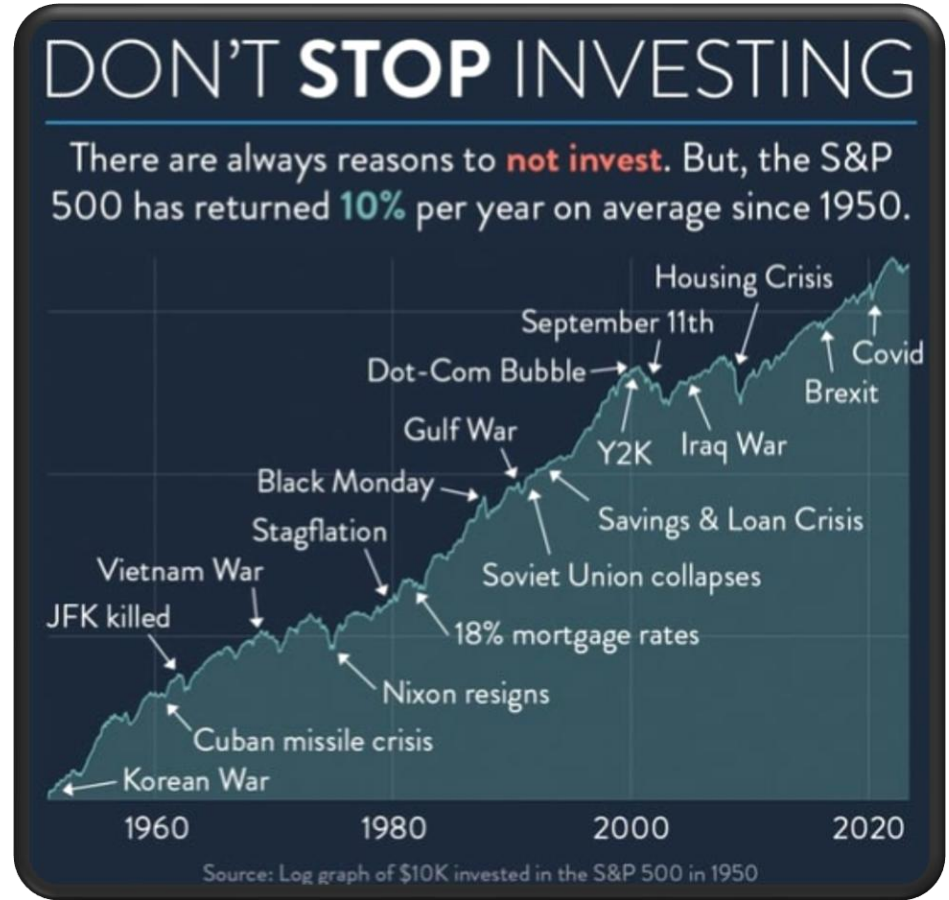 DON'T STOP INVESTING
There are always reasons to not invest. But, the S&P
500 has returned 10% per year on average since 1950.
Housing Crisis
September 11th
Dot-Com Bubble
Covid
Brexit
Gulf War
Y2K
Iraq War
Black Monday
Savings & Loan Crisis
Stagflation
Soviet Union collapses
Vietnam War
JFK killed
18% mortgage rates
Nixon resigns
Cuban missile crisis
Korean War
1960 1980 2000 2020
Source: Log graph of $10K invested in the S&P 500 in 1950